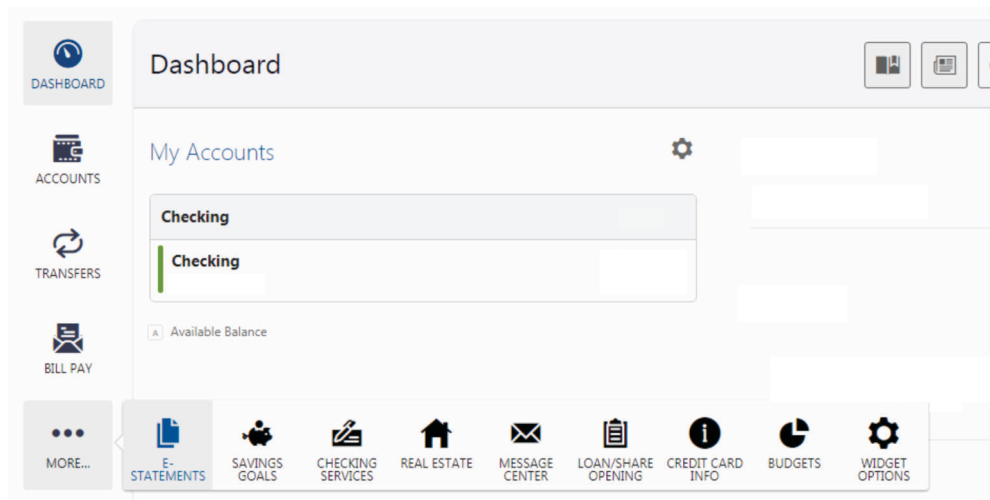 Dashboard
DASHBOARD
My Accounts
ACCOUNTS
Checking
Checking
TRANSFERS
A Available Balance
BILL PAY
MORE...
E-
STATEMENTS
SAVINGS
GOALS
CHECKING
SERVICES
REAL ESTATE
MESSAGE
CENTER
LOAN/SHARE
OPENING
CREDIT CARD
INFO
BUDGETS
WIDGET
OPTIONS